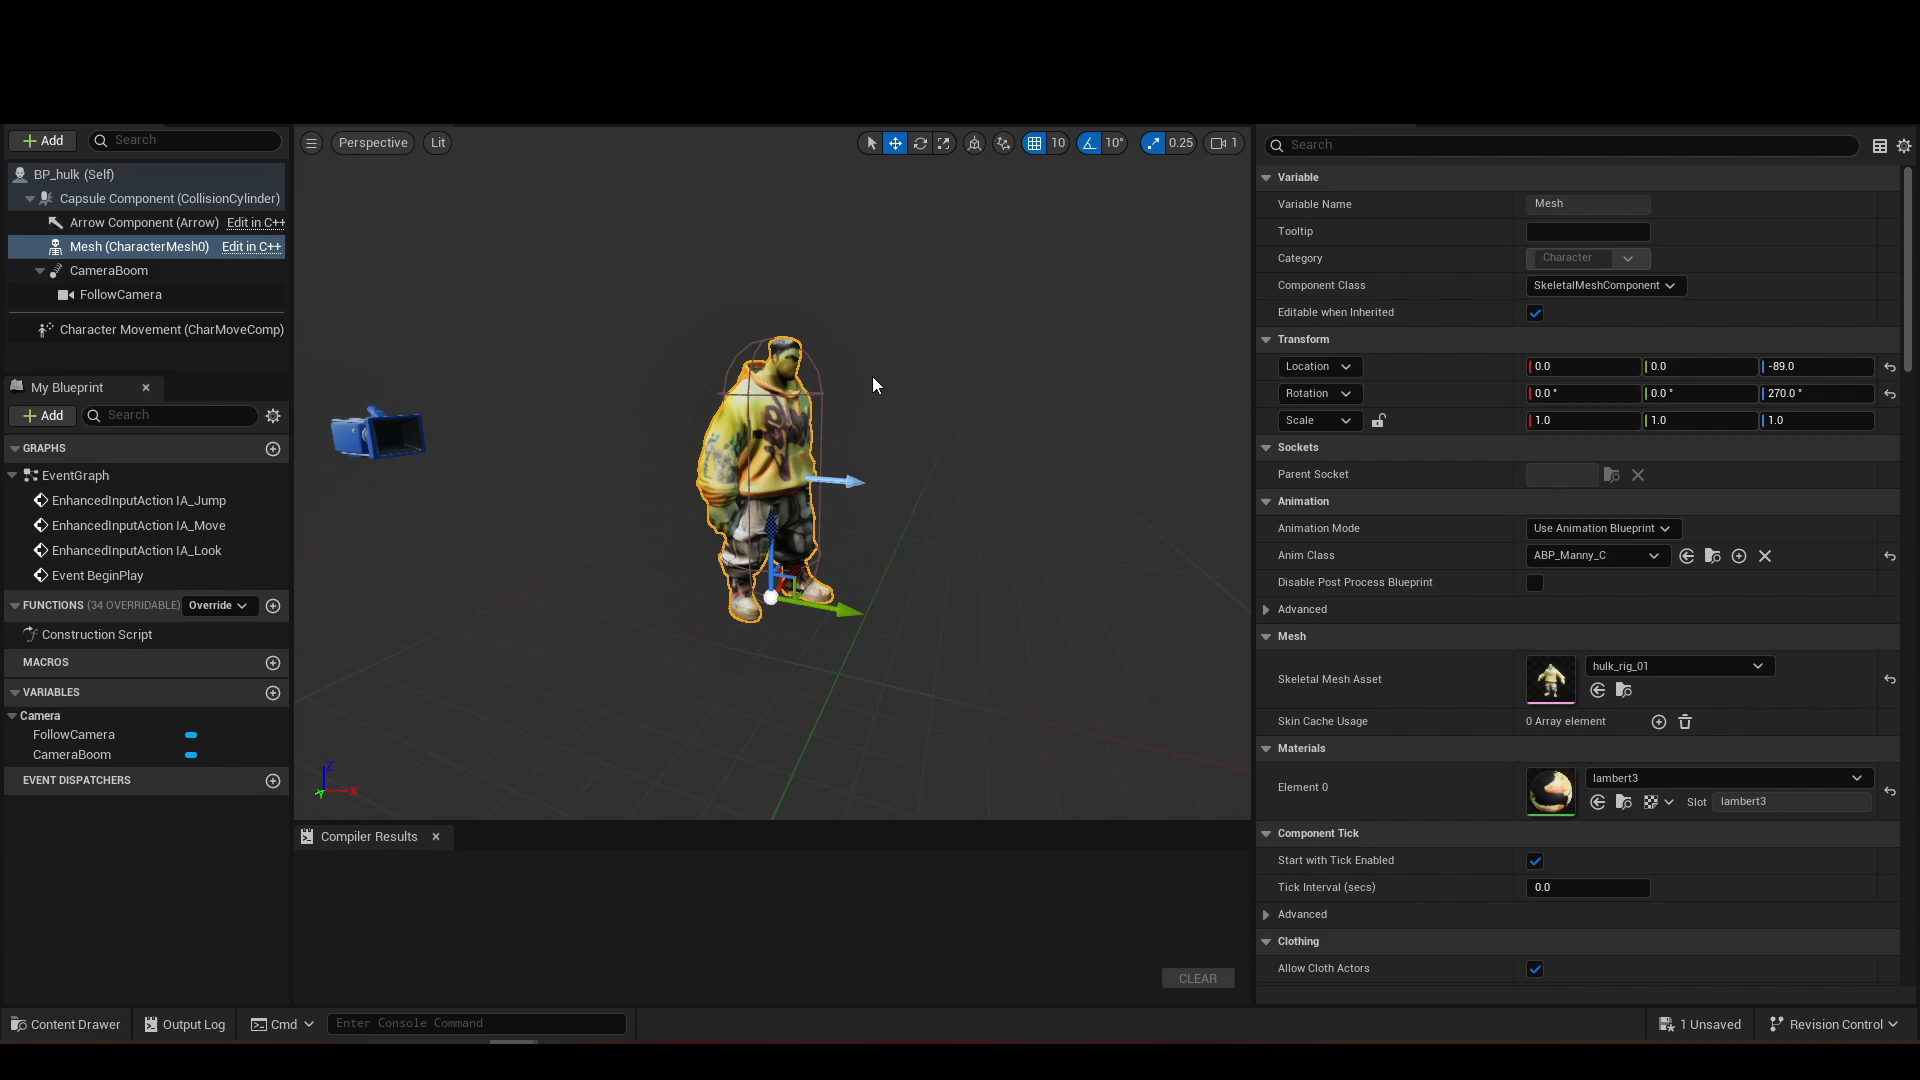 Add
Search
BP_hulk (Self)
Capsule Component (CollisionCylinder)
Arrow Component (Arrow) Edit in C++
Mesh (CharacterMesh0) Edit in C++
CameraBoom
FollowCamera
Character Movement (CharMoveComp)
My Blueprint
Add
Search
GRAPHS
EventGraph
EnhancedInputAction IA_Jump
EnhancedInputAction IA_Move
EnhancedInputAction IA_Look
Event BeginPlay
FUNCTIONS (34 OVERRIDABLE) Override
Construction Script
MACROS
VARIABLES
Camera
FollowCamera
CameraBoom
EVENT DISPATCHERS
Perspective Lit 10 10° 0.25 1
Z
X
Y
Compiler Results
CLEAR
Search
Variable
Variable Name Mesh
Tooltip
Category Character
Component Class SkeletalMeshComponent
Editable when Inherited
Transform
Location 0.0 0.0 -89.0
Rotation 0.0 ° 0.0 ° 270.0 °
Scale 1.0 1.0 1.0
Sockets
Parent Socket
Animation
Animation Mode Use Animation Blueprint
Anim Class ABP_Manny_C
Disable Post Process Blueprint
Advanced
Mesh
Skeletal Mesh Asset hulk_rig_01
Skin Cache Usage 0 Array element
Materials
Element 0 lambert3
Slot lambert3
Component Tick
Start with Tick Enabled
Tick Interval (secs) 0.0
Advanced
Clothing
Allow Cloth Actors
Content Drawer Output Log Cmd Enter Console Command 1 Unsaved Revision Control